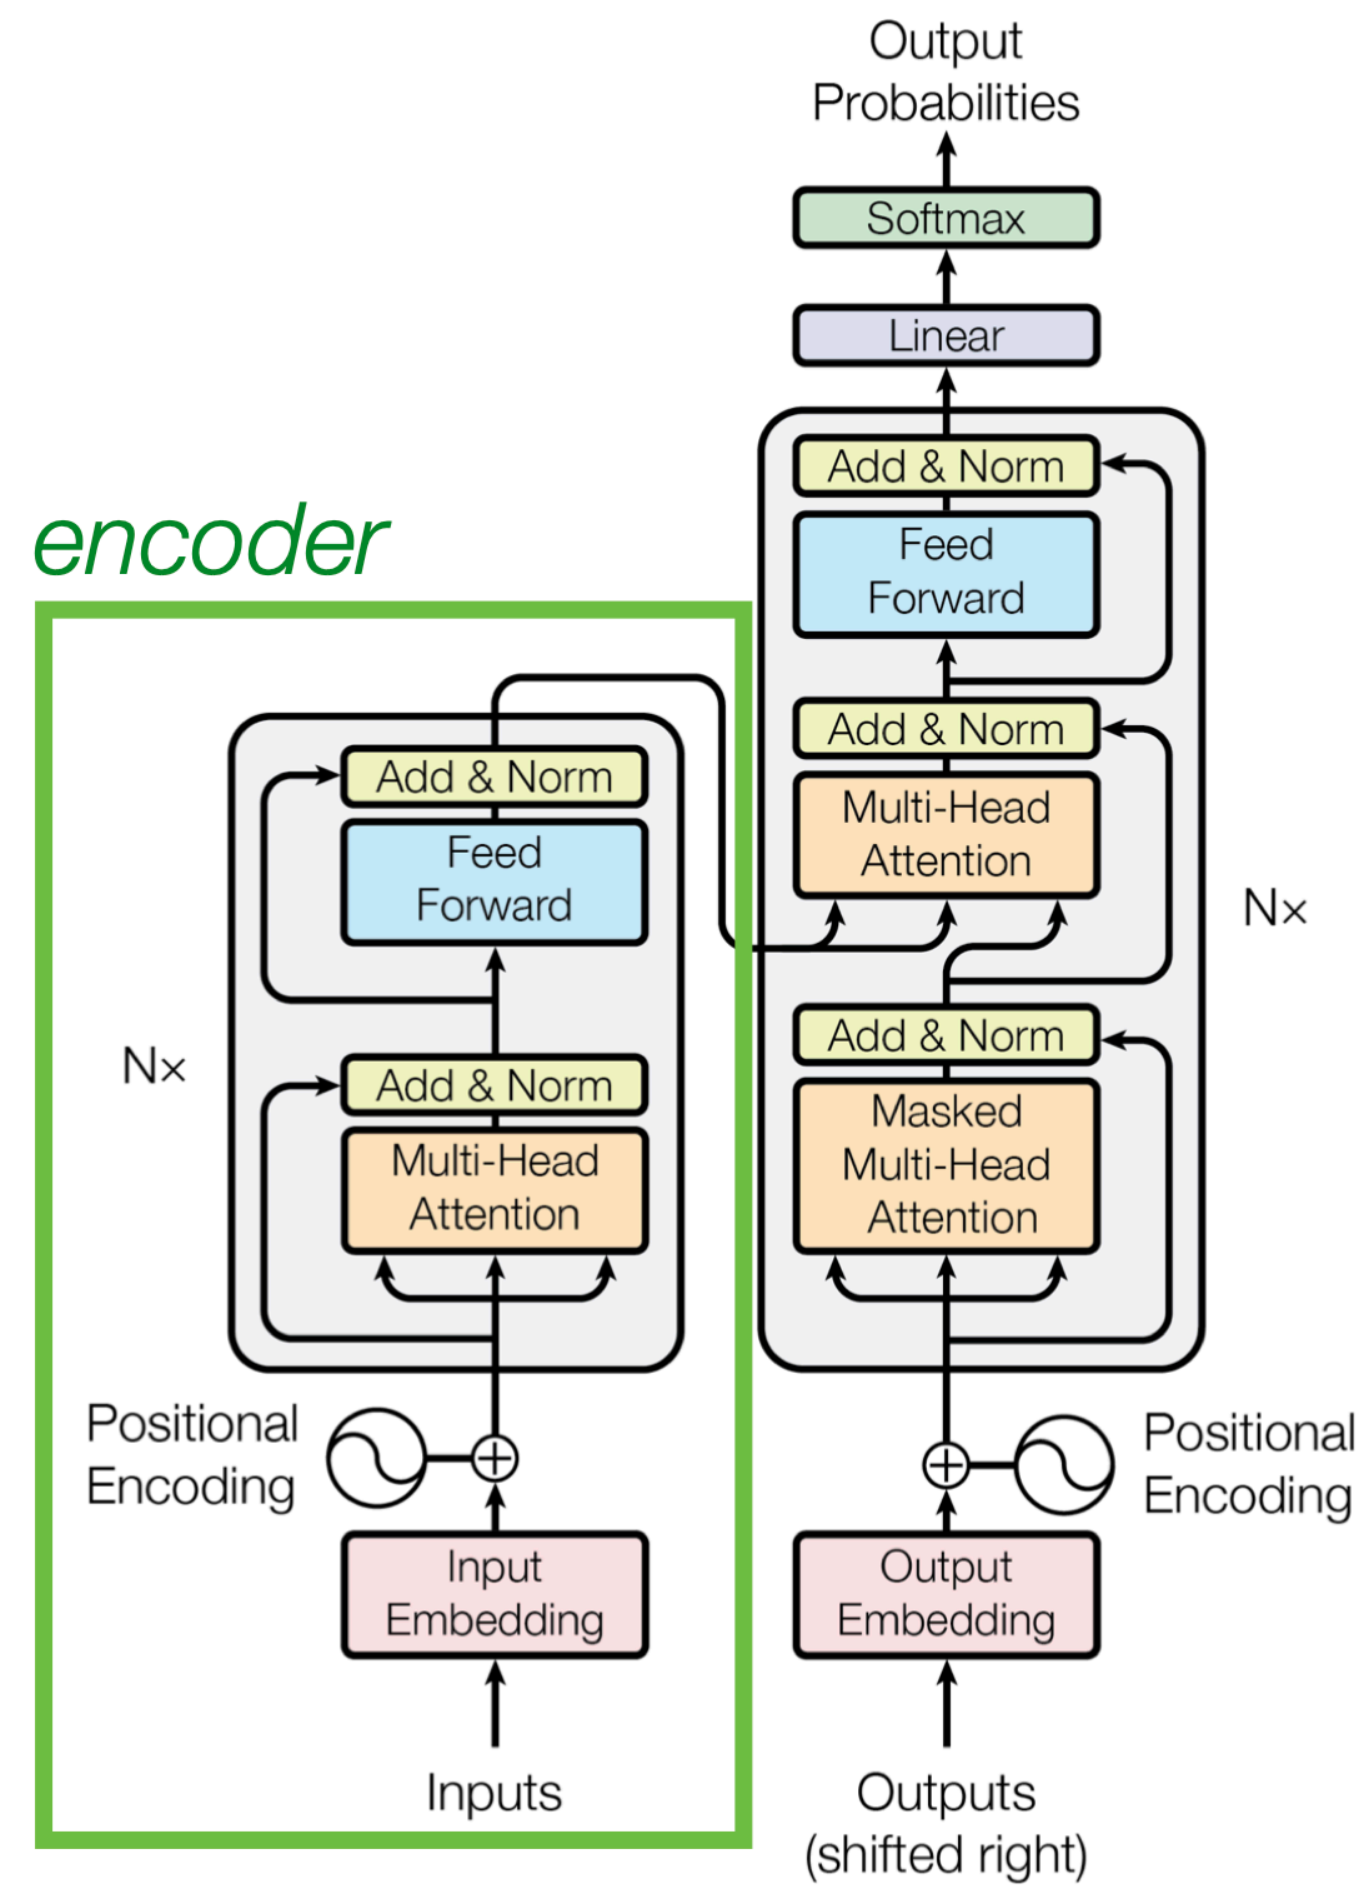 Output
Probabilities
Softmax
Linear
Add & Norm
Feed
Forward
Add & Norm
Multi-Head
Attention
Nx
Add & Norm
Masked
Multi-Head
Attention
Positional
Encoding
Output
Embedding
Outputs
(shifted right)
encoder
Add & Norm
Feed
Forward
Nx
Add & Norm
Multi-Head
Attention
Positional
Encoding
Input
Embedding
Inputs